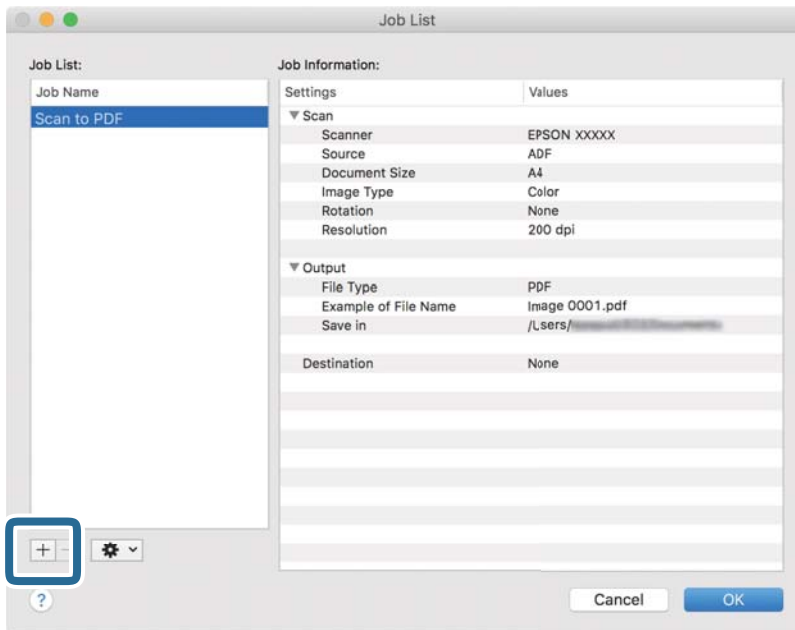 Job List
Job List:
Job Name
Scan to PDF
Job Information:
Settings Values
Scan
Scanner EPSON XXXXX
Source ADF
Document Size A4
Image Type Color
Rotation None
Resolution 200 dpi
Output
File Type PDF
Example of File Name Image 0001.pdf
Save in /Users/
Destination None
+ -
?
Cancel OK